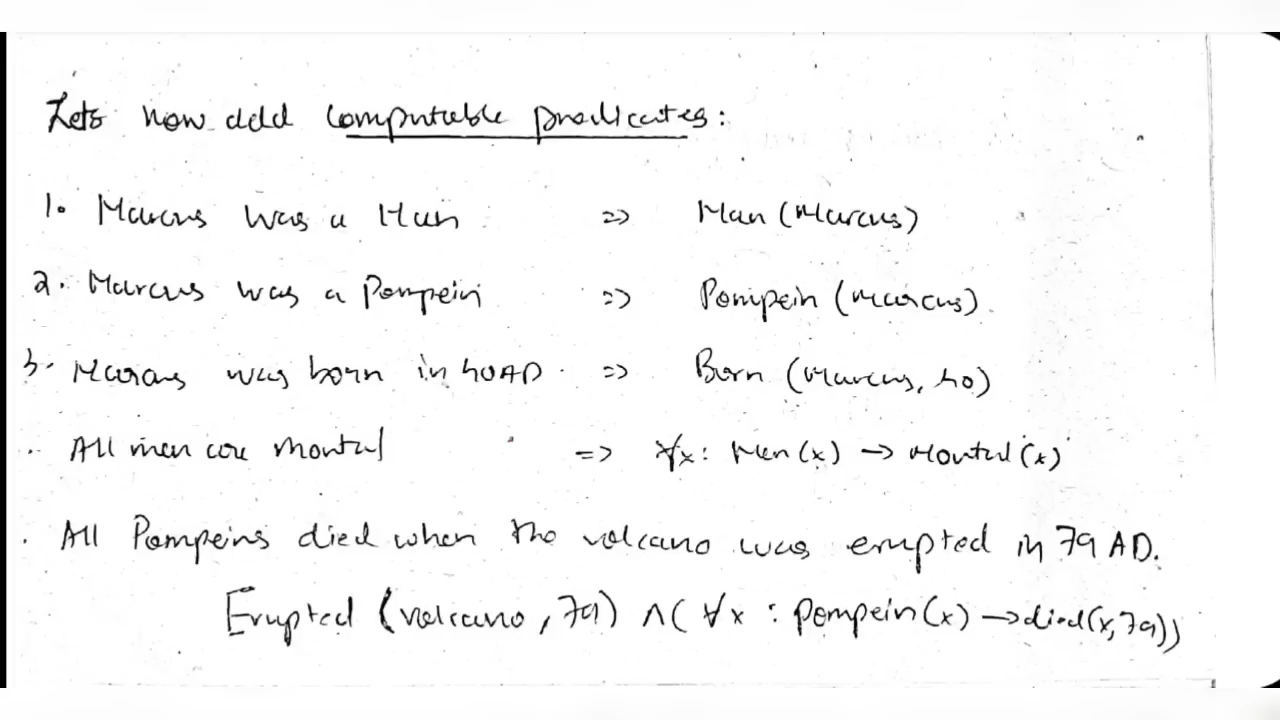 Lets now add computable predicates:
1. Marcus was a Man => Man (Marcus)
2. Marcus was a Pompein => Pompein (Marcus).
3. Marcus was born in 40AD. => Born (Marcus, 40)
. All men are Mortal => ∀x: Men (x) → Mortal (x)
. All Pompeins died when the volcano was erupted in 79 AD.
Erupted (volcano, 79) ∧ ( ∀x : pompein (x) → died (x, 79))